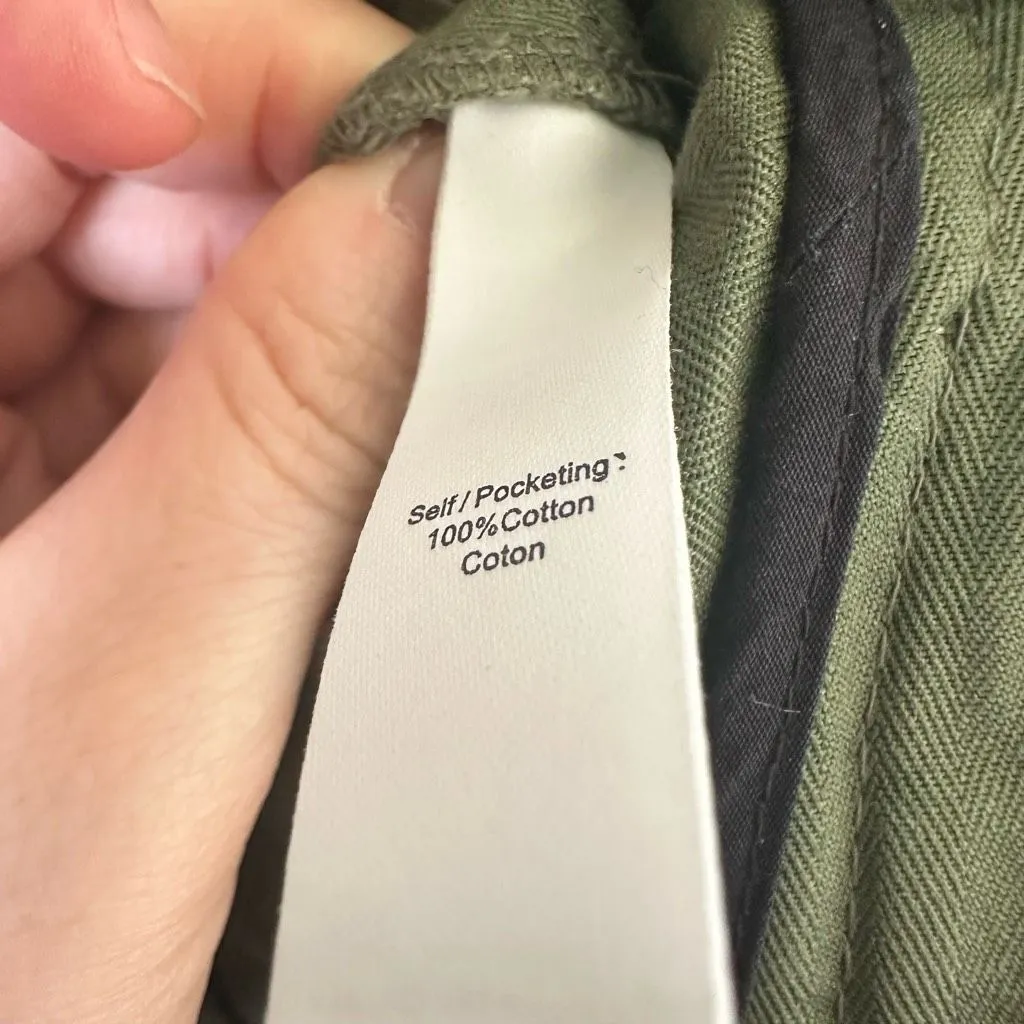 Self / Pocketing :
100% Cotton
Coton